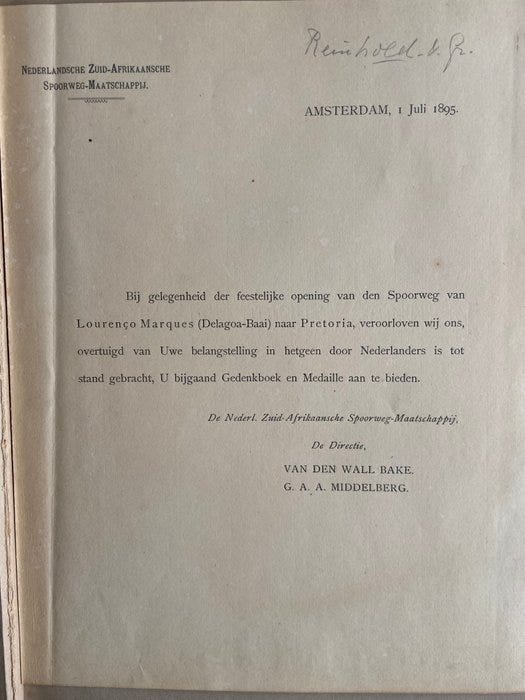 Reinhold
NEDERLANDSCHE ZUID-AFRIKAANSCHE
SPOORWEG-MAATSCHAPPIJ.
AMSTERDAM, 1 Juli 1895.
Bij gelegenheid der feestelijke opening van den Spoorweg van
Lourenço Marques (Delagoa-Baai) naar Pretoria, veroorloven wij ons,
overtuigd van Uwe belangstelling in hetgeen door Nederlanders is tot
stand gebracht, U bijgaand Gedenkboek en Medaille aan te bieden.
De Nederl. Zuid-Afrikaansche Spoorweg-Maatschappij,
De Directie,
VAN DEN WALL BAKE.
G. A. A. MIDDELBERG.